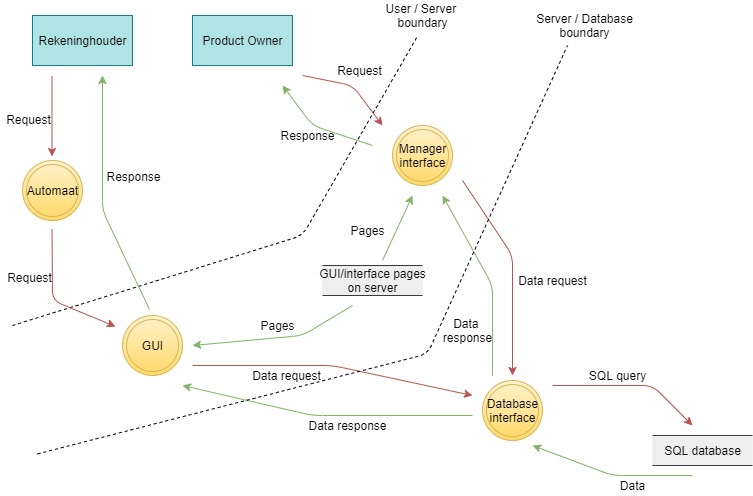 User / Server
boundary
Server / Database
boundary
Rekeninghouder
Product Owner
Request
Request
Response
Manager
interface
Response
Automaat
Pages
Request
GUI/interface pages
on server
Data request
Pages
Data
response
GUI
Data request
SQL query
Database
interface
Data response
SQL database
Data